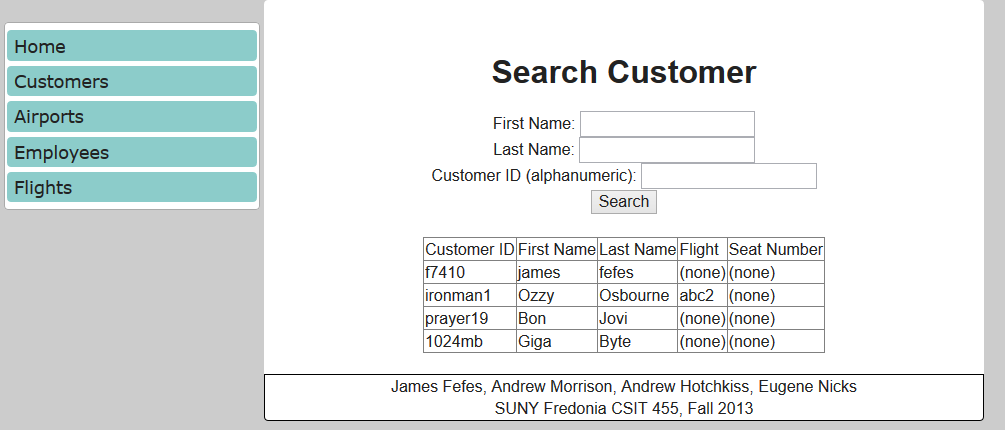 Home
Customers
Airports
Employees
Flights
Search Customer
First Name:
Last Name:
Customer ID (alphanumeric):
Search
Customer ID First Name Last Name Flight Seat Number
f7410 james fefes (none) (none)
ironman1 Ozzy Osbourne abc2 (none)
prayer19 Bon Jovi (none) (none)
1024mb Giga Byte (none) (none)
James Fefes, Andrew Morrison, Andrew Hotchkiss, Eugene Nicks
SUNY Fredonia CSIT 455, Fall 2013